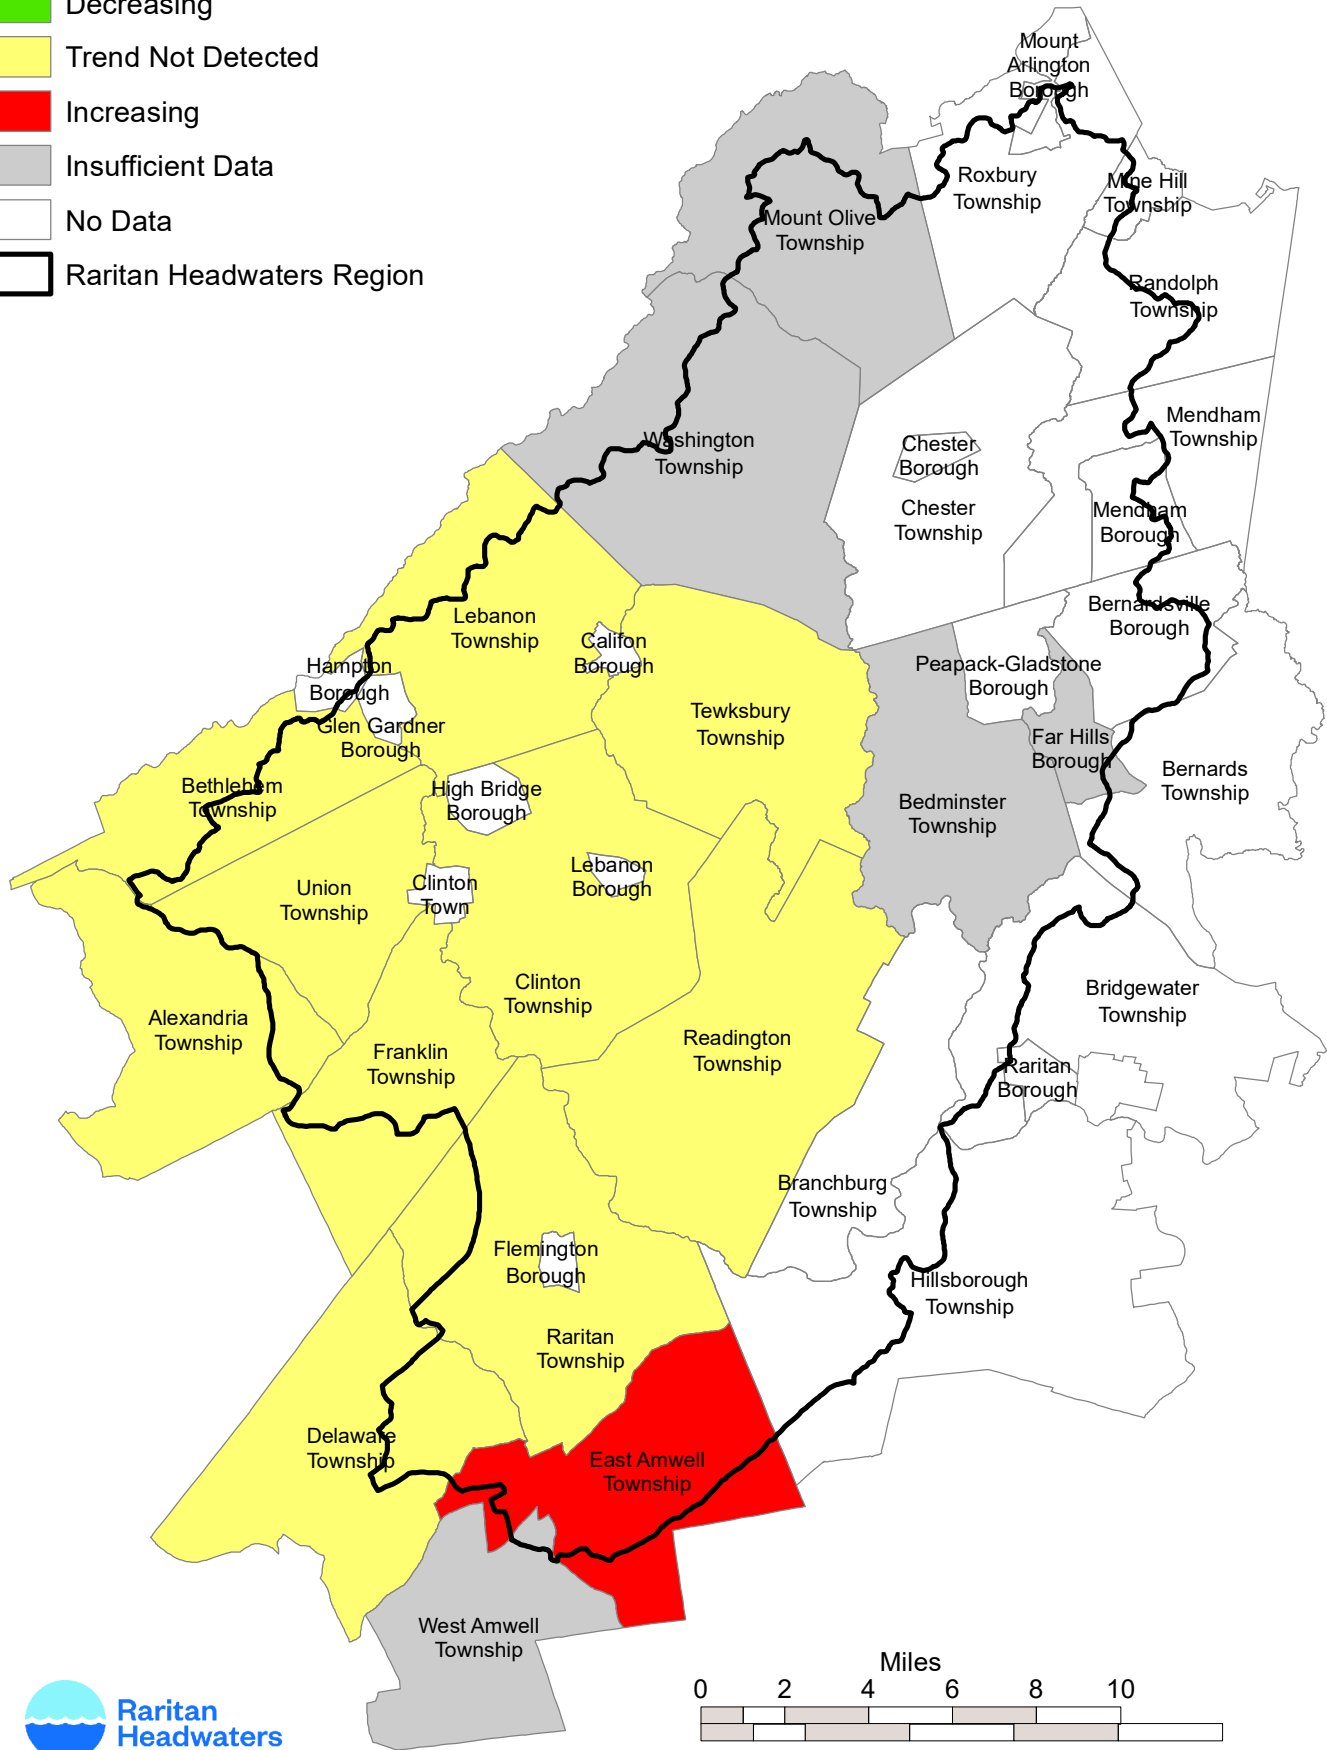 Decreasing
Trend Not Detected
Increasing
Insufficient Data
No Data
Raritan Headwaters Region
Mount
Arlington
Borough
Roxbury
Township
Mine Hill
Township
Mount Olive
Township
Randolph
Township
Mendham
Township
Washington
Township
Chester
Borough
Chester
Township
Mendham
Borough
Bernardsville
Borough
Lebanon
Township
Califon
Borough
Peapack-Gladstone
Borough
Hampton
Borough
Glen Gardner
Borough
Tewksbury
Township
Far Hills
Borough
Bernards
Township
Bethlehem
Township
High Bridge
Borough
Bedminster
Township
Union
Township
Clinton
Town
Lebanon
Borough
Clinton
Township
Bridgewater
Township
Alexandria
Township
Franklin
Township
Readington
Township
Raritan
Borough
Branchburg
Township
Flemington
Borough
Hillsborough
Township
Raritan
Township
Delaware
Township
East Amwell
Township
West Amwell
Township
Miles
0 2 4 6 8 10
Raritan
Headwaters